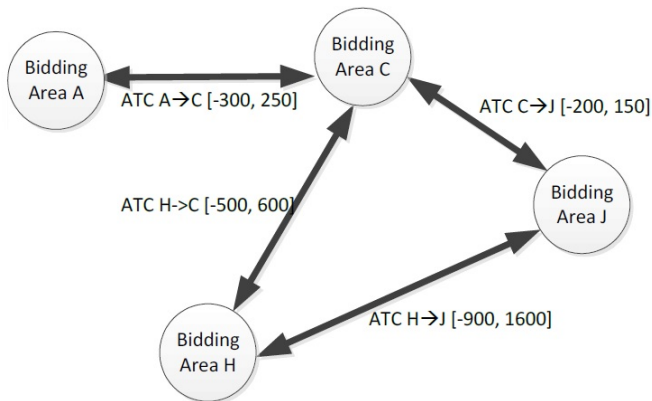 Bidding
Area A
Bidding
Area C
ATC A→C [-300, 250]
ATC C→J [-200, 150]
ATC H->C [-500, 600]
Bidding
Area J
ATC H→J [-900, 1600]
Bidding
Area H